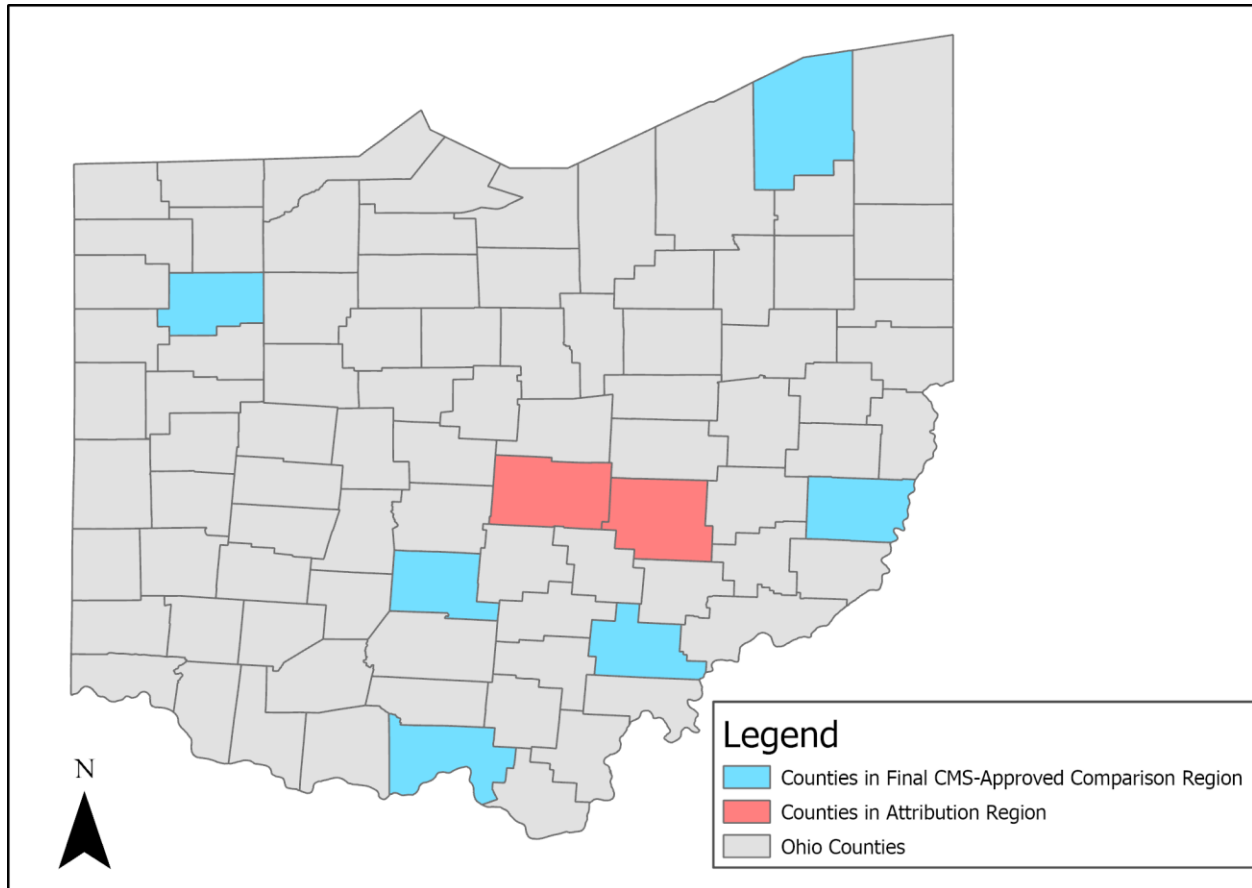 N
Legend
Counties in Final CMS-Approved Comparison Region
Counties in Attribution Region
Ohio Counties